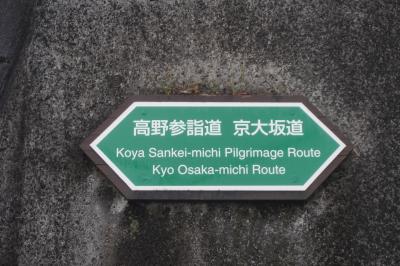 高野参詣道 京大坂道
Koya Sankei-michi Pilgrimage Route
Kyo Osaka-michi Route